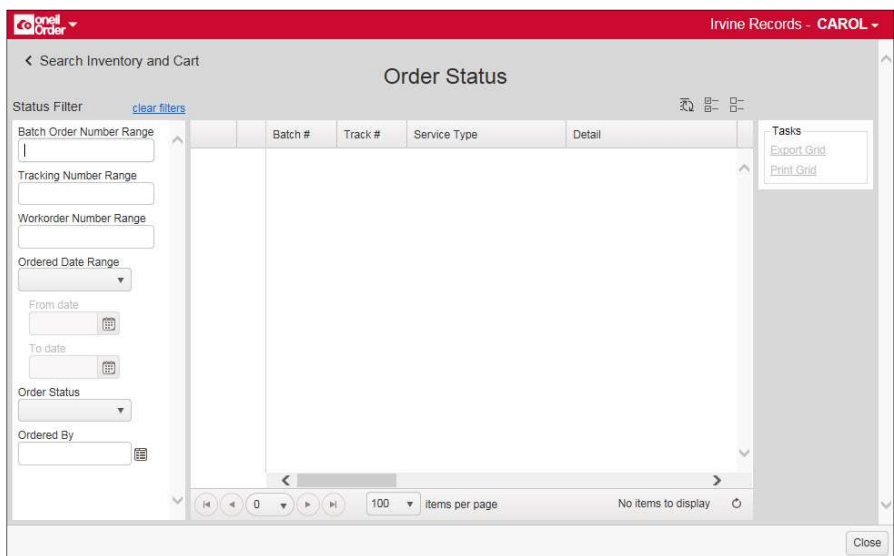 oneil
Order
Irvine Records - CAROL
Search Inventory and Cart
Order Status
Status Filter clear filters
Batch Order Number Range
Tracking Number Range
Workorder Number Range
Ordered Date Range
From date
To date
Order Status
Ordered By
Batch # Track # Service Type Detail
0 100 items per page No items to display
Tasks
Export Grid
Print Grid
Close